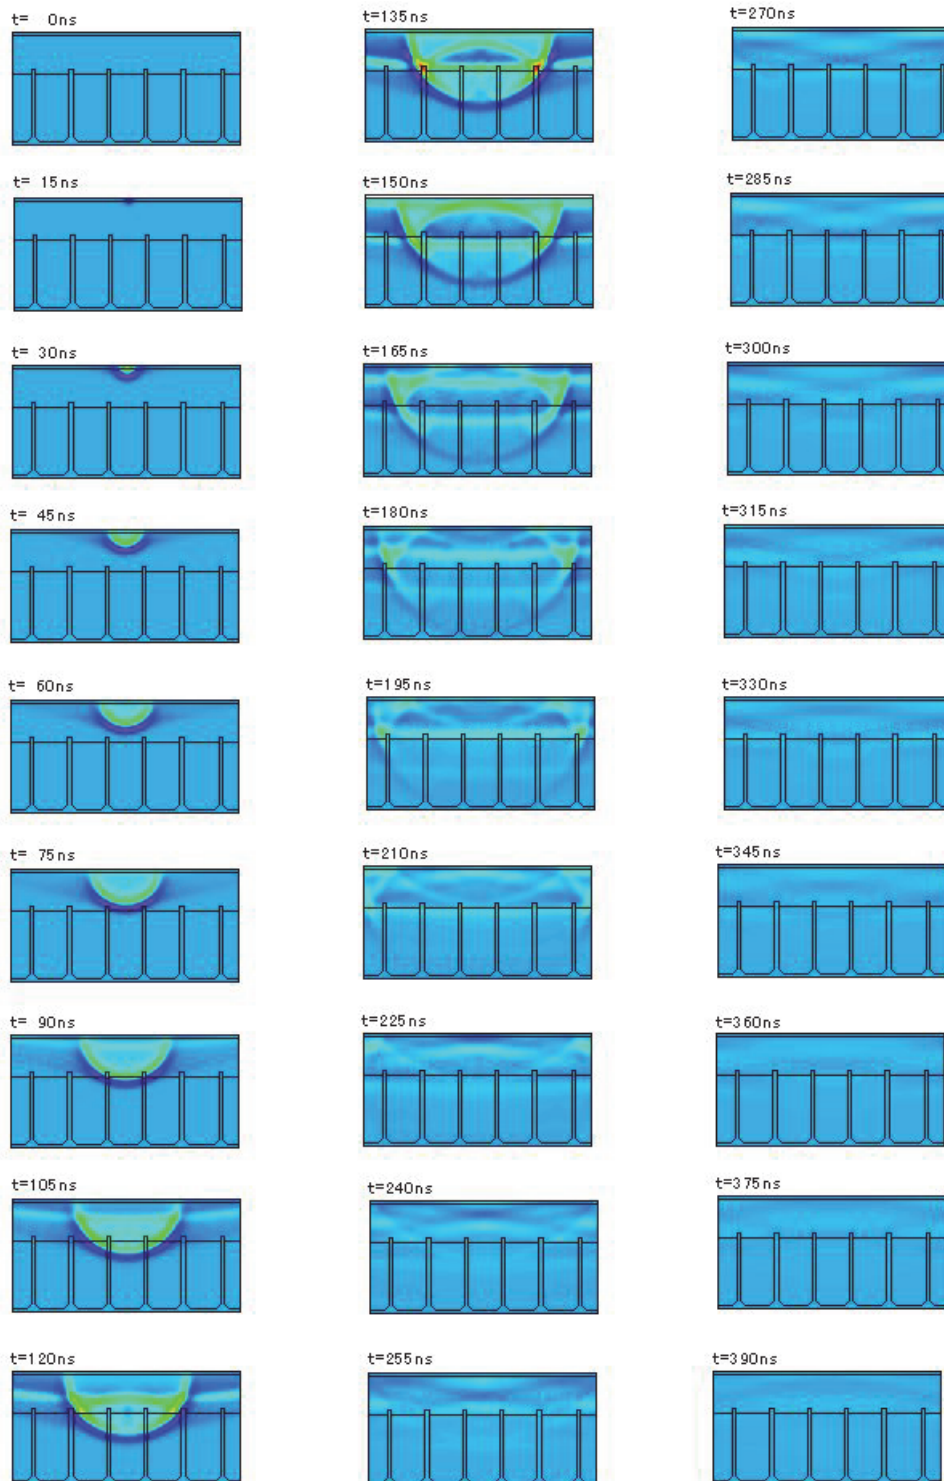 t=  0ns
t= 15ns
t= 30ns
t= 45ns
t= 60ns
t= 75ns
t= 90ns
t=105ns
t=120ns
t=135ns
t=150ns
t=165ns
t=180ns
t=195ns
t=210ns
t=225ns
t=240ns
t=255ns
t=270ns
t=285ns
t=300ns
t=315ns
t=330ns
t=345ns
t=360ns
t=375ns
t=390ns